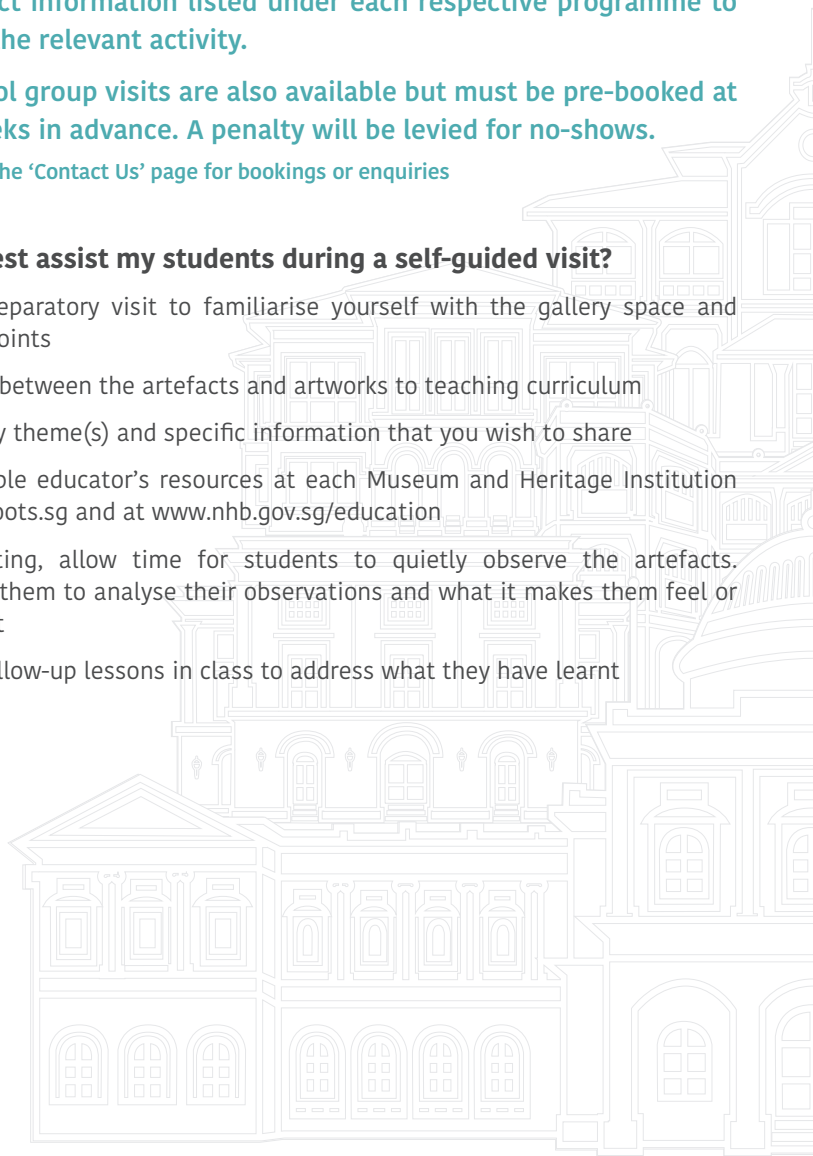 ct information listed under each respective programme to
he relevant activity.
ol group visits are also available but must be pre-booked at
eks in advance. A penalty will be levied for no-shows.
he ‘Contact Us’ page for bookings or enquiries
est assist my students during a self-guided visit?
eparatory visit to familiarise yourself with the gallery space and
oints
between the artefacts and artworks to teaching curriculum
y theme(s) and specific information that you wish to share
ble educator’s resources at each Museum and Heritage Institution
oots.sg and at www.nhb.gov.sg/education
ting, allow time for students to quietly observe the artefacts.
them to analyse their observations and what it makes them feel or
t
llow-up lessons in class to address what they have learnt